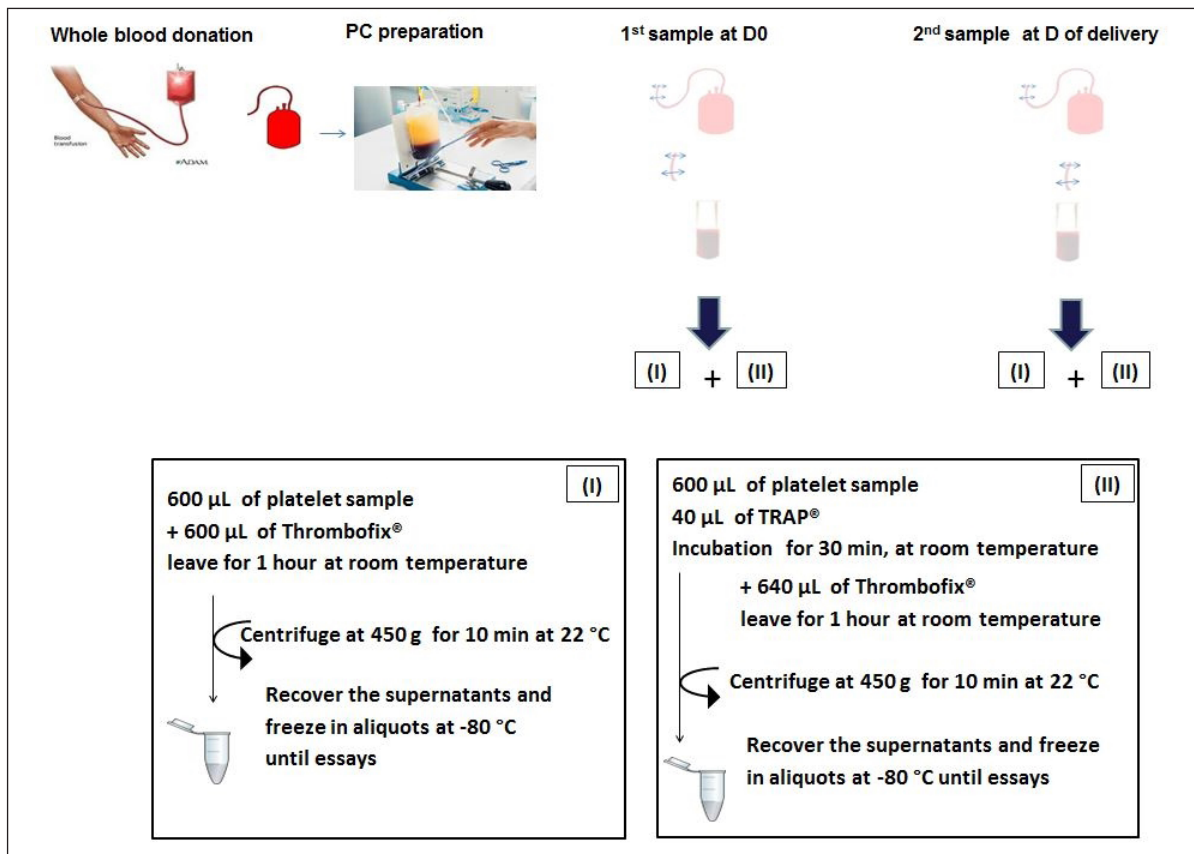 Whole blood donation
PC preparation
1st sample at D0
2nd sample at D of delivery
Blood
transfusion
ADAM.
(I) + (II)
(I) + (II)
(I)
600 µL of platelet sample
+ 600 µL of Thrombofix®
leave for 1 hour at room temperature
Centrifuge at 450 g for 10 min at 22 °C
Recover the supernatants and
freeze in aliquots at -80 °C
until essays
(II)
600 µL of platelet sample
40 µL of TRAP®
Incubation for 30 min, at room temperature
+ 640 µL of Thrombofix®
leave for 1 hour at room temperature
Centrifuge at 450 g for 10 min at 22 °C
Recover the supernatants and freeze
in aliquots at -80 °C until essays